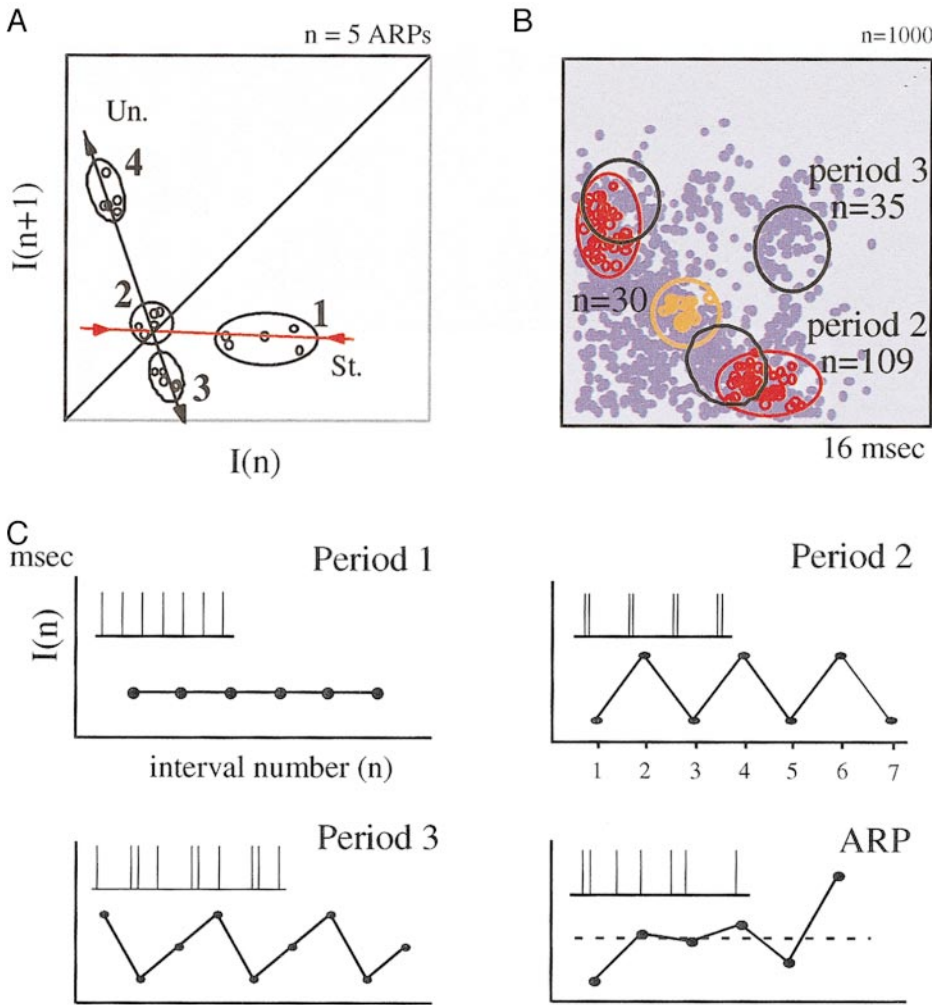 A
n = 5 ARPs
Un.
4
2
1
3
St.
I(n+1)
I(n)
B
n=1000
period 3
n=35
n=30
period 2
n=109
16 msec
C
msec
I(n)
Period 1
interval number (n)
Period 2
1 2 3 4 5 6 7
Period 3
ARP